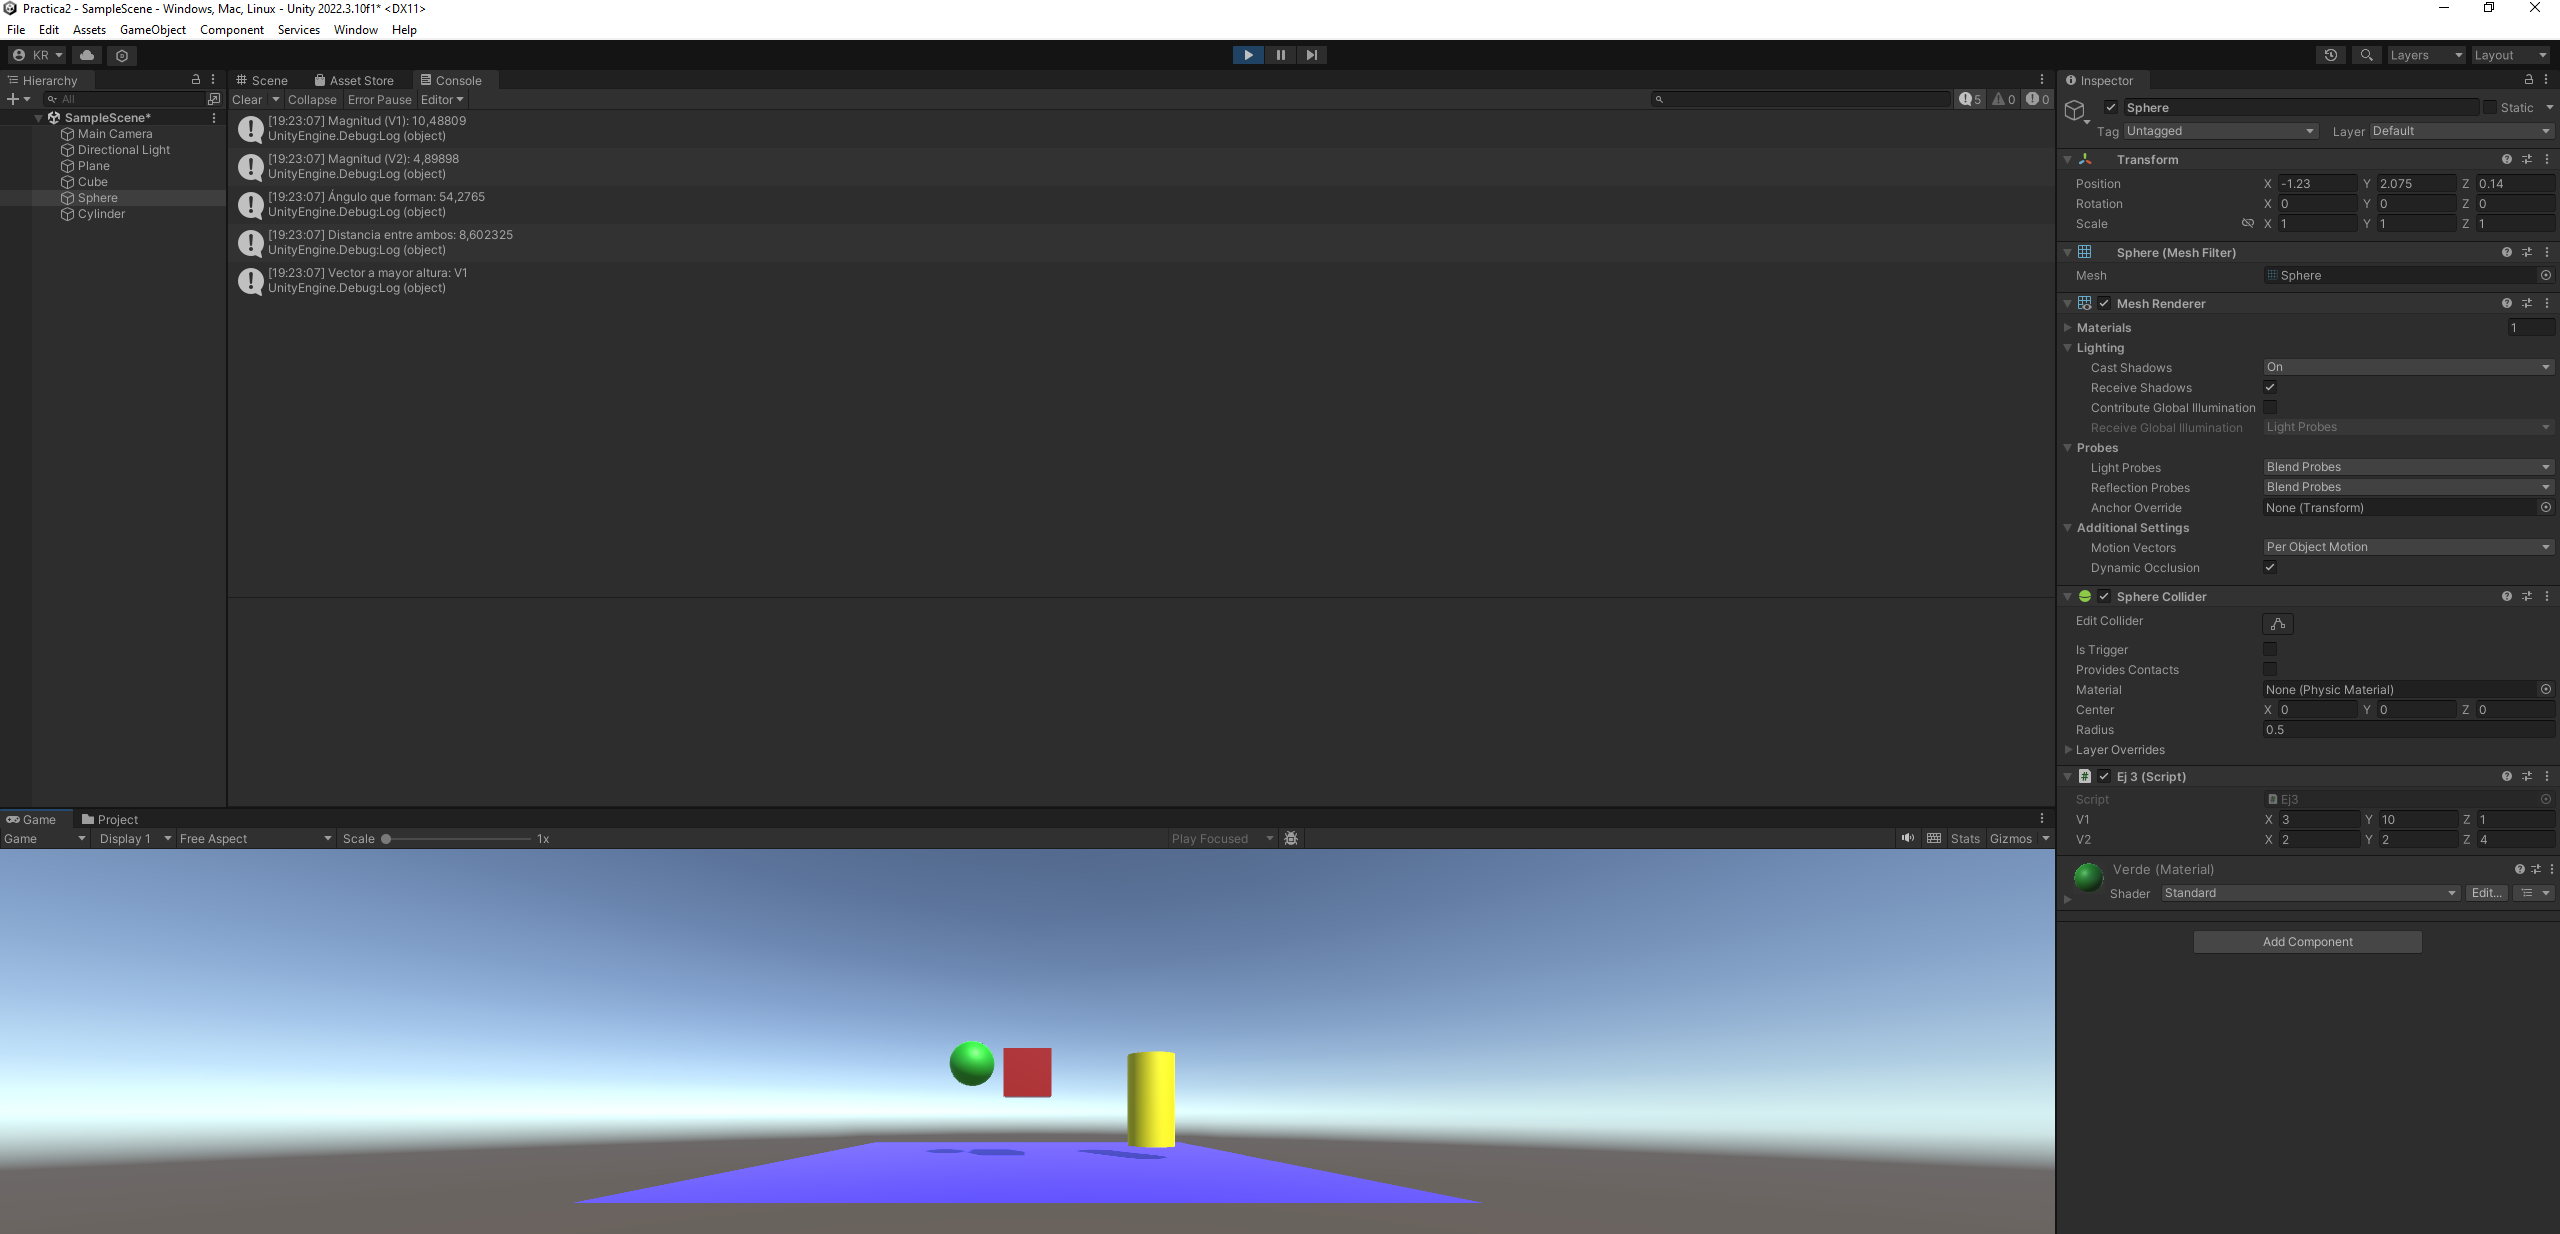 Practica2 - SampleScene - Windows, Mac, Linux - Unity 2022.3.10f1* <DX11>
File Edit Assets GameObject Component Services Window Help
KR
Layers Layout
Hierarchy
All
SampleScene*
Main Camera
Directional Light
Plane
Cube
Sphere
Cylinder
Scene Asset Store Console
Clear Collapse Error Pause Editor
5 0 0
[19:23:07] Magnitud (V1): 10,48809
UnityEngine.Debug:Log (object)
[19:23:07] Magnitud (V2): 4,89898
UnityEngine.Debug:Log (object)
[19:23:07] Ángulo que forman: 54,2765
UnityEngine.Debug:Log (object)
[19:23:07] Distancia entre ambos: 8,602325
UnityEngine.Debug:Log (object)
[19:23:07] Vector a mayor altura: V1
UnityEngine.Debug:Log (object)
Game Project
Game Display 1 Free Aspect Scale 1x Play Focused Stats Gizmos
Inspector
Sphere Static
Tag Untagged Layer Default
Transform
Position X -1.23 Y 2.075 Z 0.14
Rotation X 0 Y 0 Z 0
Scale X 1 Y 1 Z 1
Sphere (Mesh Filter)
Mesh Sphere
Mesh Renderer
Materials 1
Lighting
Cast Shadows On
Receive Shadows
Contribute Global Illumination
Receive Global Illumination Light Probes
Probes
Light Probes Blend Probes
Reflection Probes Blend Probes
Anchor Override None (Transform)
Additional Settings
Motion Vectors Per Object Motion
Dynamic Occlusion
Sphere Collider
Edit Collider
Is Trigger
Provides Contacts
Material None (Physic Material)
Center X 0 Y 0 Z 0
Radius 0.5
Layer Overrides
# Ej 3 (Script)
Script Ej3
V1 X 3 Y 10 Z 1
V2 X 2 Y 2 Z 4
Verde (Material)
Shader Standard Edit...
Add Component